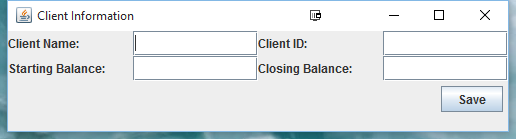 Client Information
Client Name: Client ID:
Starting Balance: Closing Balance:
Save